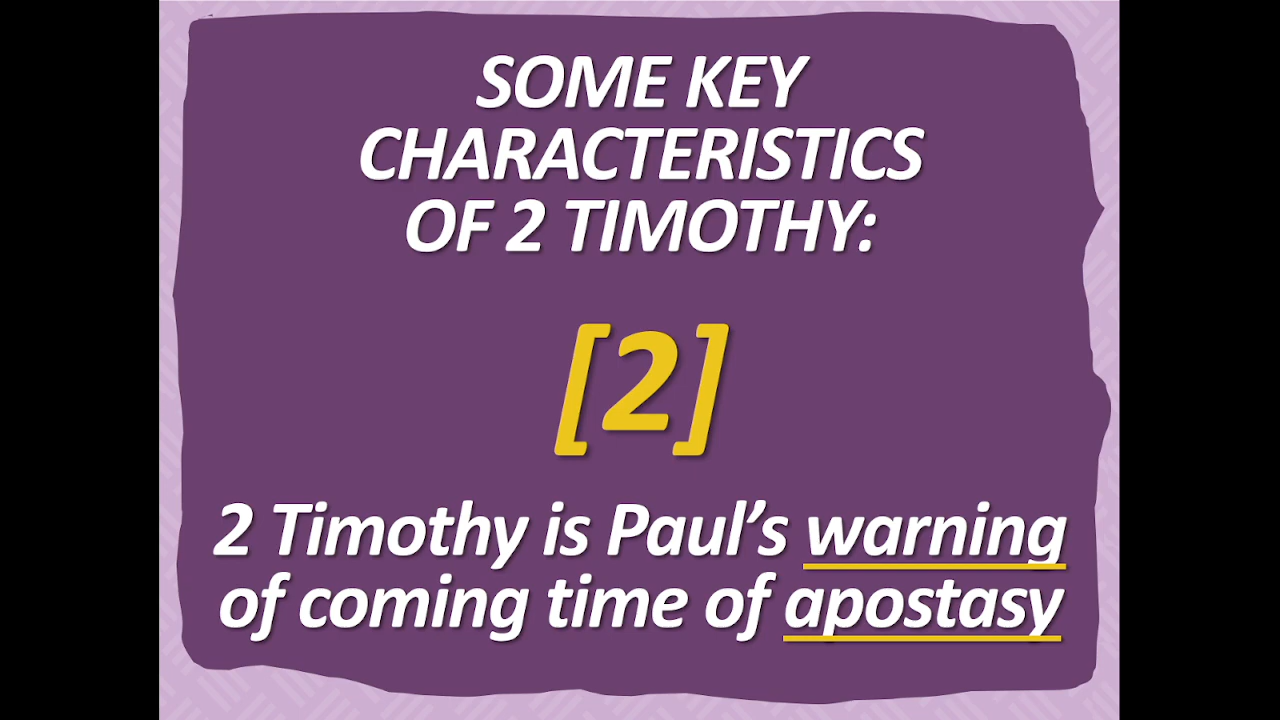 SOME KEY
CHARACTERISTICS
OF 2 TIMOTHY:
[2]
2 Timothy is Paul’s warning
of coming time of apostasy